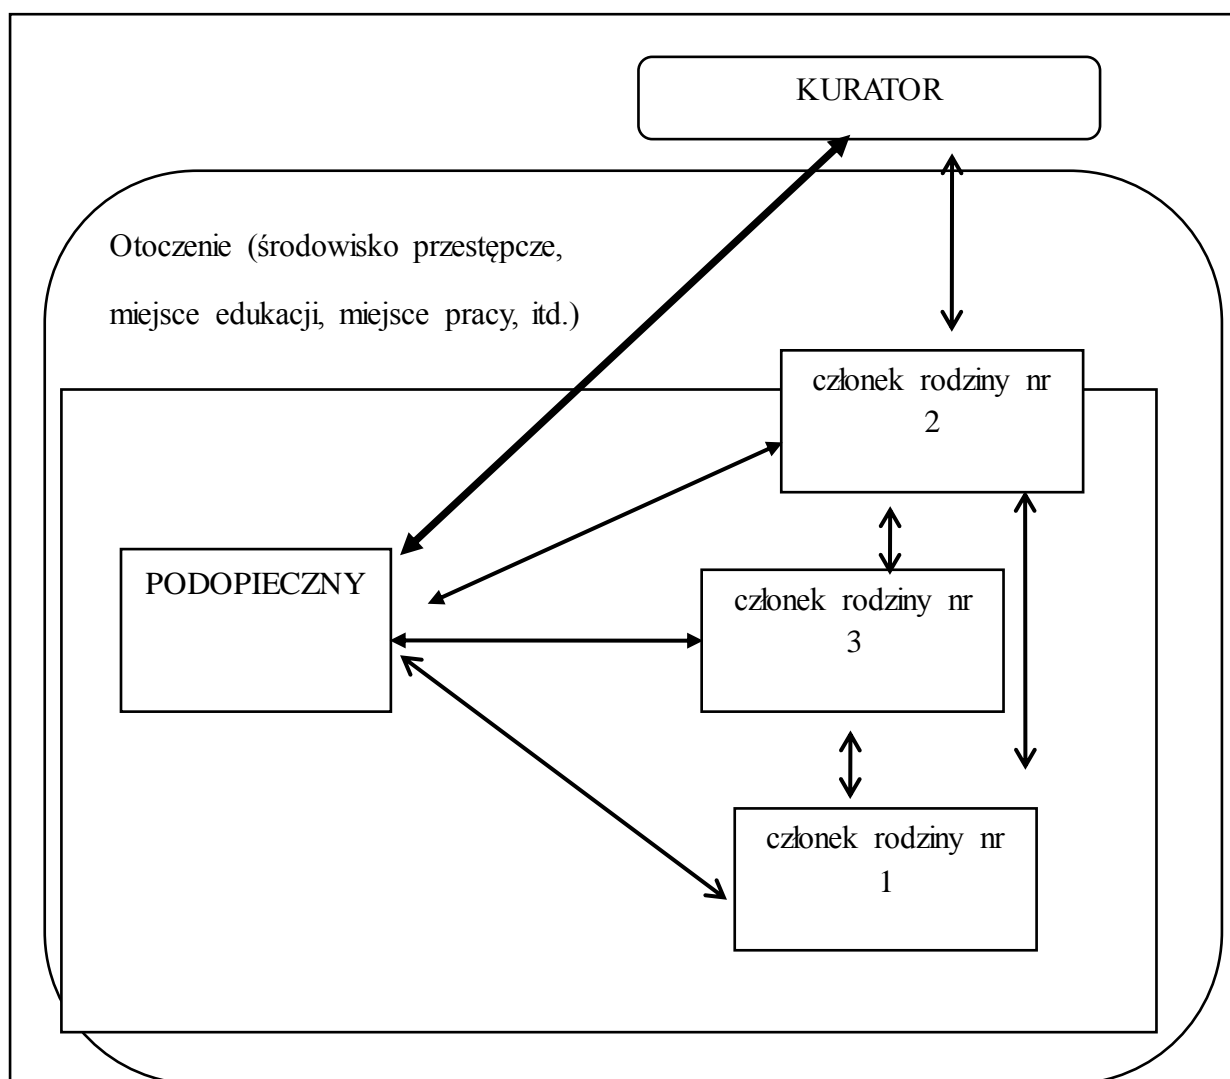 KURATOR
Otoczenie (środowisko przestępcze,
miejsce edukacji, miejsce pracy, itd.)
członek rodziny nr
2
PODOPIECZNY
członek rodziny nr
3
członek rodziny nr
1